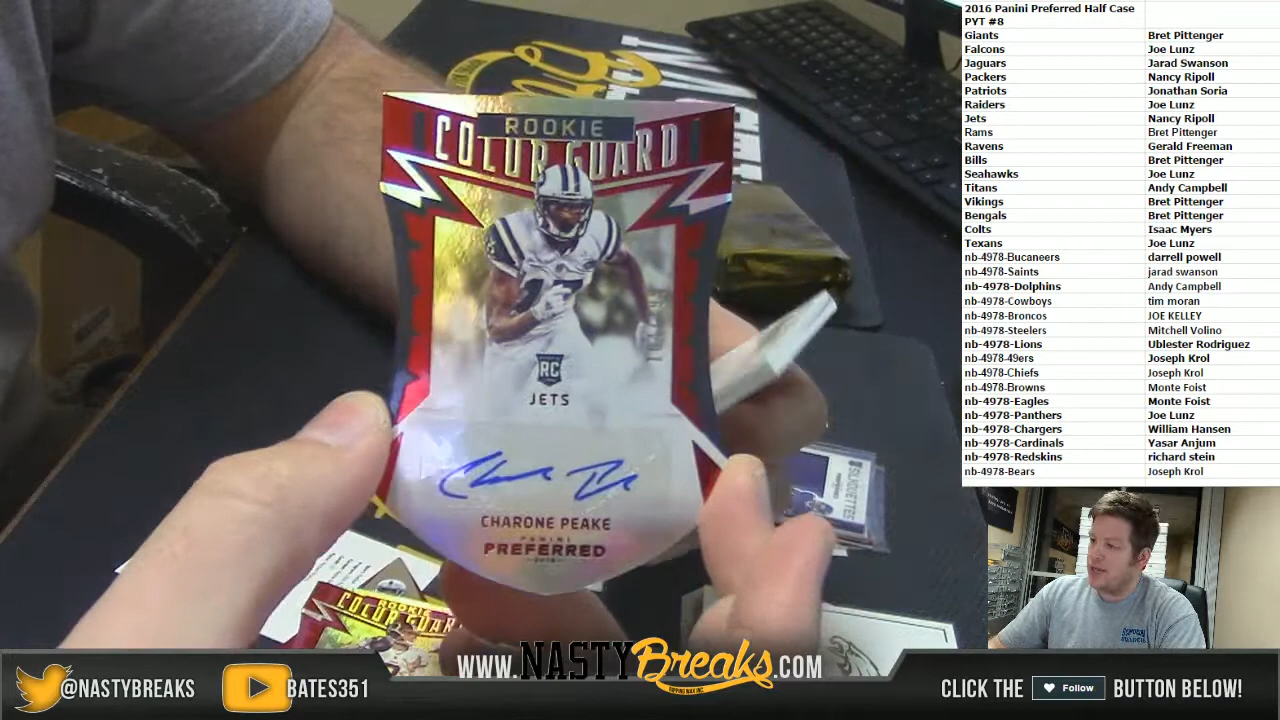 2016 Panini Preferred Half Case
PYT #8
Giants Bret Pittenger
Falcons Joe Lunz
Jaguars Jarad Swanson
Packers Nancy Ripoll
Patriots Jonathan Soria
Raiders Joe Lunz
Jets Nancy Ripoll
Rams Bret Pittenger
Ravens Gerald Freeman
Bills Bret Pittenger
Seahawks Joe Lunz
Titans Andy Campbell
Vikings Bret Pittenger
Bengals Bret Pittenger
Colts Isaac Myers
Texans Joe Lunz
nb-4978-Bucaneers darrell powell
nb-4978-Saints jarad swanson
nb-4978-Dolphins Andy Campbell
nb-4978-Cowboys tim moran
nb-4978-Broncos JOE KELLEY
nb-4978-Steelers Mitchell Volino
nb-4978-Lions Ublester Rodriguez
nb-4978-49ers Joseph Krol
nb-4978-Chiefs Joseph Krol
nb-4978-Browns Monte Foist
nb-4978-Eagles Monte Foist
nb-4978-Panthers Joe Lunz
nb-4978-Chargers William Hansen
nb-4978-Cardinals Yasar Anjum
nb-4978-Redskins richard stein
nb-4978-Bears Joseph Krol
ROOKIE
COLOR GUARD
RC
JETS
CHARONE PEAKE
PANINI
PREFERRED
2016
SILHOUETTES
ROOKIE
COLOR GUAR
@NASTYBREAKS
BATES351
WWW.NASTYBreaks.COM
RIPPING WAX INC.
CLICK THE Follow BUTTON BELOW!